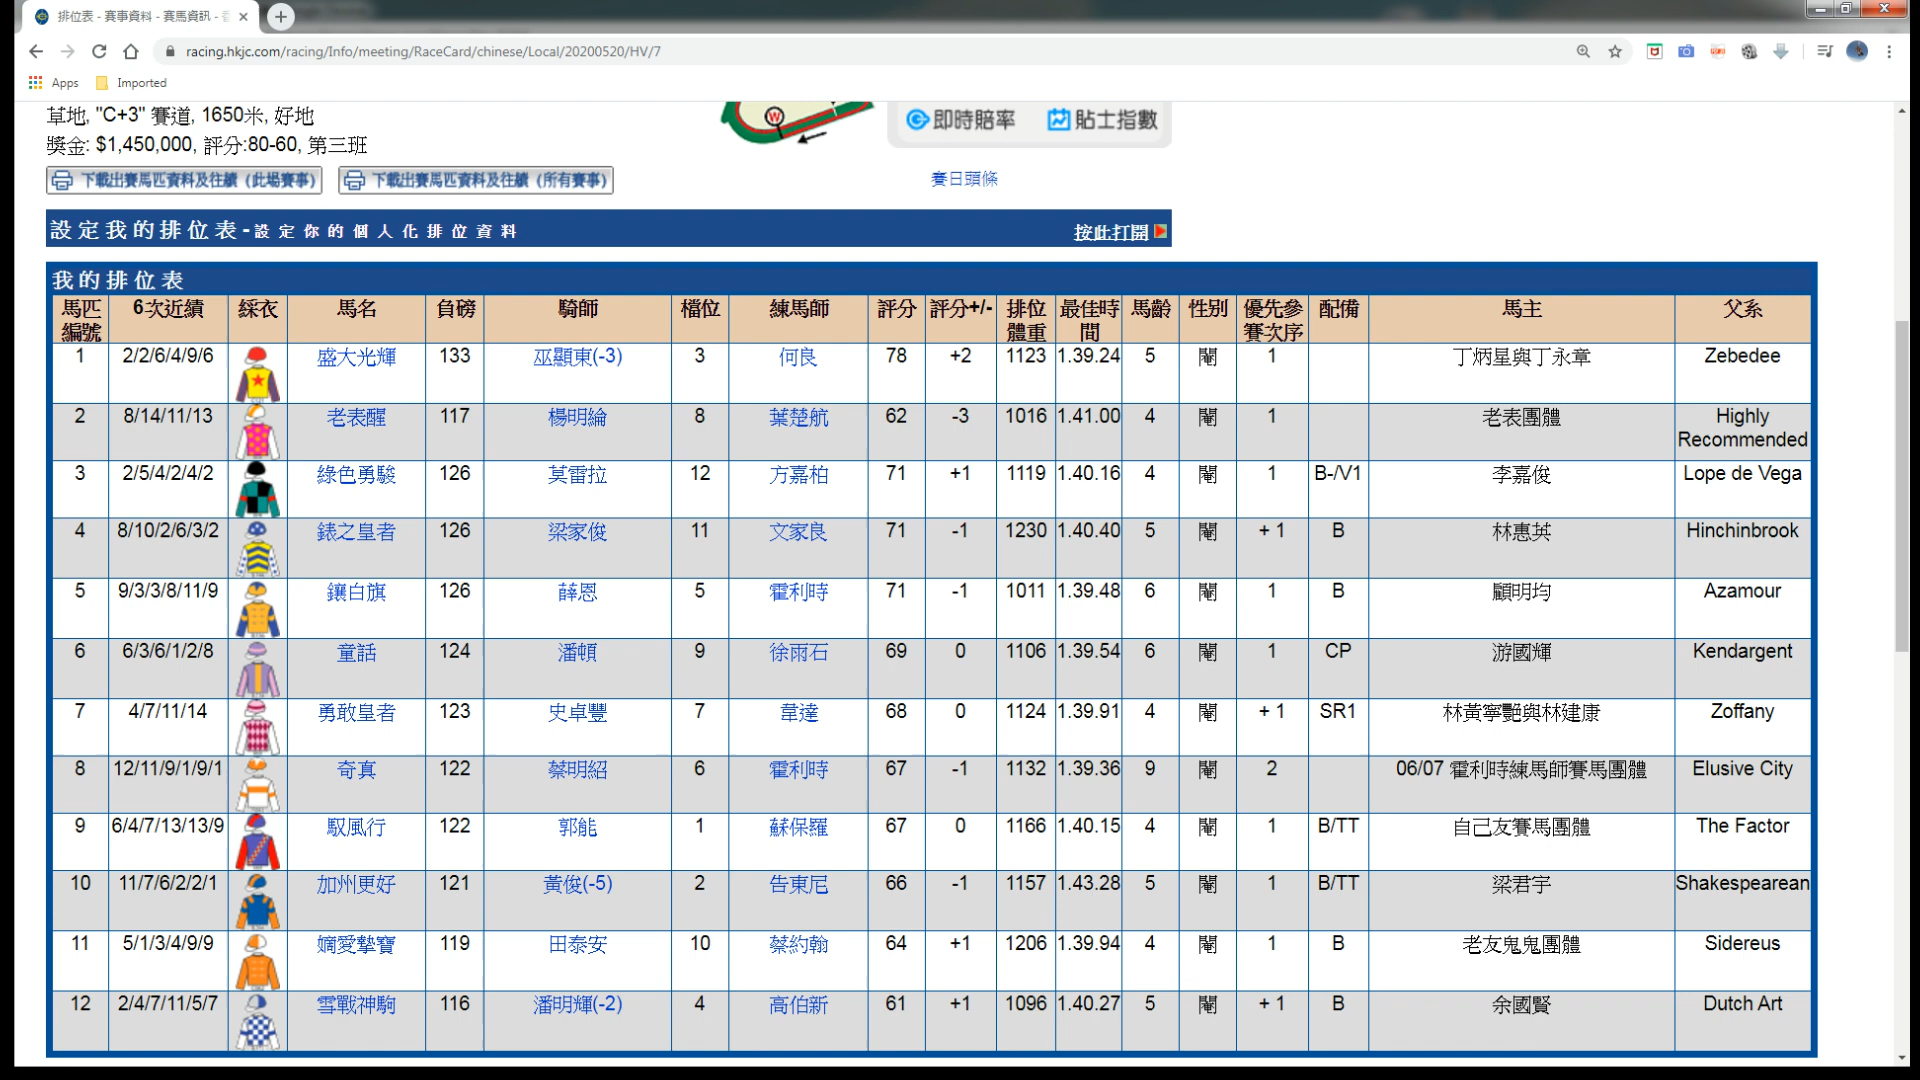 排位表 - 賽事資料 - 賽馬資訊 -
racing.hkjc.com/racing/Info/meeting/RaceCard/chinese/Local/20200520/HV/7
Apps Imported
草地, "C+3" 賽道, 1650米, 好地
獎金: $1,450,000, 評分:80-60, 第三班
W
即時賠率 貼士指數
下載出賽馬匹資料及往績 (此場賽事) 下載出賽馬匹資料及往績 (所有賽事)
賽日頭條
設定我的排位表-設定你的個人化排位資料 按此打開
我的排位表
馬匹編號 6次近績 綵衣 馬名 負磅 騎師 檔位 練馬師 評分 評分+/- 排位體重 最佳時間 馬齡 性別 優先參賽次序 配備 馬主 父系
1 2/2/6/4/9/6 盛大光輝 133 巫顯東(-3) 3 何良 78 +2 1123 1.39.24 5 閹 1 丁炳星與丁永章 Zebedee
2 8/14/11/13 老表醒 117 楊明綸 8 葉楚航 62 -3 1016 1.41.00 4 閹 1 老表團體 Highly Recommended
3 2/5/4/2/4/2 綠色勇駿 126 莫雷拉 12 方嘉柏 71 +1 1119 1.40.16 4 閹 1 B-/V1 李嘉俊 Lope de Vega
4 8/10/2/6/3/2 錶之皇者 126 梁家俊 11 文家良 71 -1 1230 1.40.40 5 閹 + 1 B 林惠英 Hinchinbrook
5 9/3/3/8/11/9 鑲白旗 126 薛恩 5 霍利時 71 -1 1011 1.39.48 6 閹 1 B 顧明均 Azamour
6 6/3/6/1/2/8 童話 124 潘頓 9 徐雨石 69 0 1106 1.39.54 6 閹 1 CP 游國輝 Kendargent
7 4/7/11/14 勇敢皇者 123 史卓豐 7 韋達 68 0 1124 1.39.91 4 閹 + 1 SR1 林黃寧艷與林建康 Zoffany
8 12/11/9/1/9/1 奇真 122 蔡明紹 6 霍利時 67 -1 1132 1.39.36 9 閹 2 06/07 霍利時練馬師賽馬團體 Elusive City
9 6/4/7/13/13/9 馭風行 122 郭能 1 蘇保羅 67 0 1166 1.40.15 4 閹 1 B/TT 自己友賽馬團體 The Factor
10 11/7/6/2/2/1 加州更好 121 黃俊(-5) 2 告東尼 66 -1 1157 1.43.28 5 閹 1 B/TT 梁君宇 Shakespearean
11 5/1/3/4/9/9 嫡愛摯寶 119 田泰安 10 蔡約翰 64 +1 1206 1.39.94 4 閹 1 B 老友鬼鬼團體 Sidereus
12 2/4/7/11/5/7 雪戰神駒 116 潘明輝(-2) 4 高伯新 61 +1 1096 1.40.27 5 閹 + 1 B 余國賢 Dutch Art